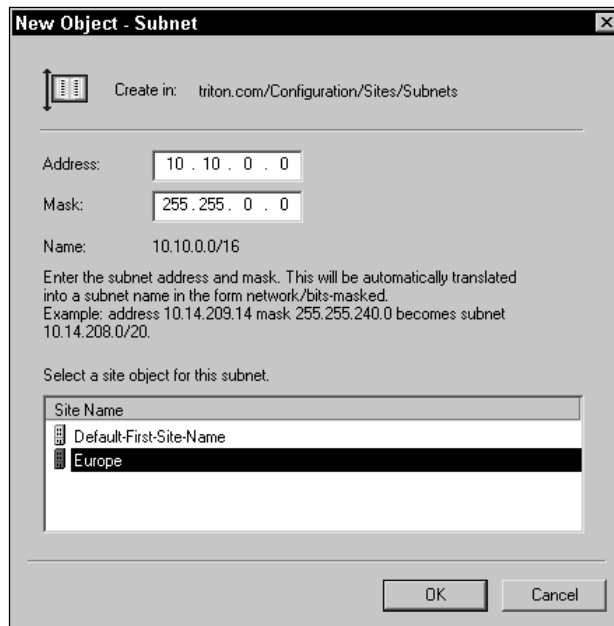 New Object - Subnet
Create in: triton.com/Configuration/Sites/Subnets
Address: 10 . 10 . 0 . 0
Mask: 255 . 255 . 0 . 0
Name: 10.10.0.0/16
Enter the subnet address and mask. This will be automatically translated
into a subnet name in the form network/bits-masked.
Example: address 10.14.209.14 mask 255.255.240.0 becomes subnet
10.14.208.0/20.
Select a site object for this subnet.
Site Name
Default-First-Site-Name
Europe
OK Cancel